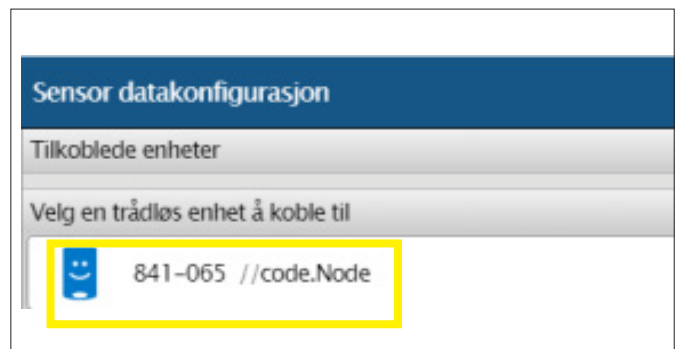 Sensor datakonfigurasjon
Tilkoblede enheter
Velg en trådløs enhet å koble til
841-065 //code.Node